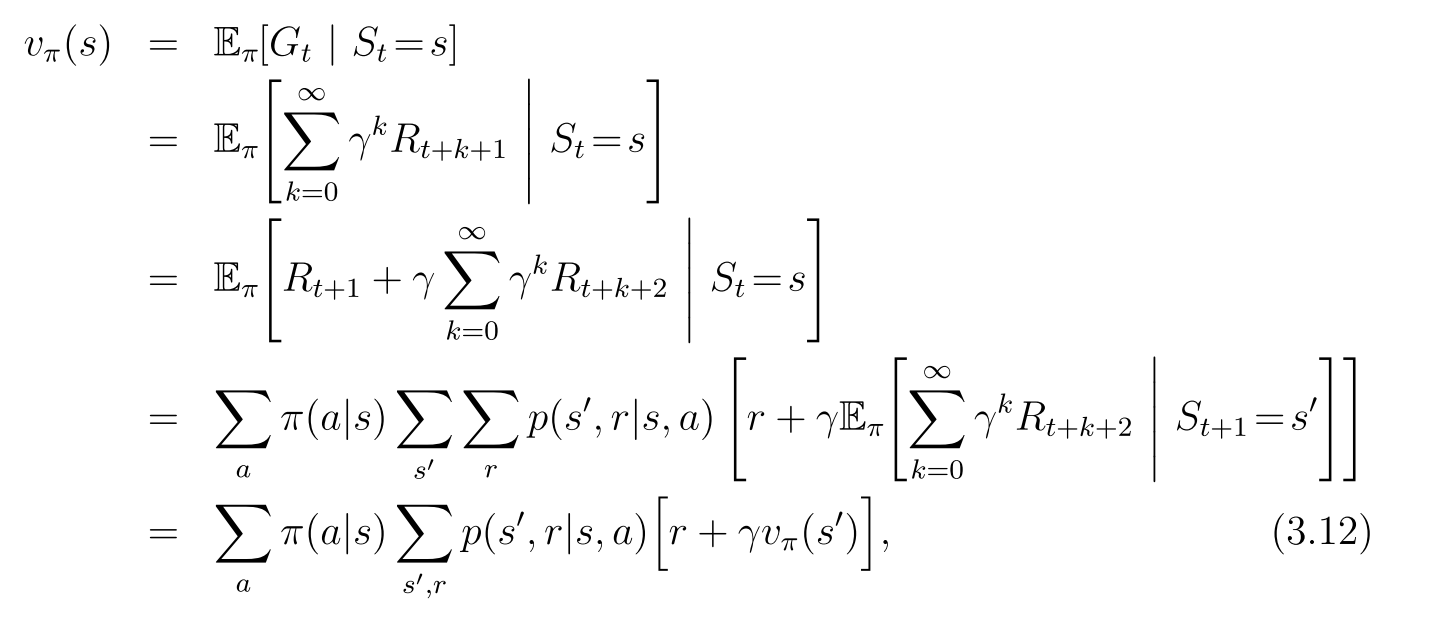 v_π(s) = 𝔼_π[G_t | S_t = s]
= 𝔼_π[∑_{k=0}^{∞} γ^k R_{t+k+1} | S_t = s]
= 𝔼_π[R_{t+1} + γ ∑_{k=0}^{∞} γ^k R_{t+k+2} | S_t = s]
= ∑_a π(a|s) ∑_{s′} ∑_r p(s′, r|s, a) [r + γ𝔼_π[∑_{k=0}^{∞} γ^k R_{t+k+2} | S_{t+1} = s′]]
= ∑_a π(a|s) ∑_{s′,r} p(s′, r|s, a)[r + γv_π(s′)], (3.12)